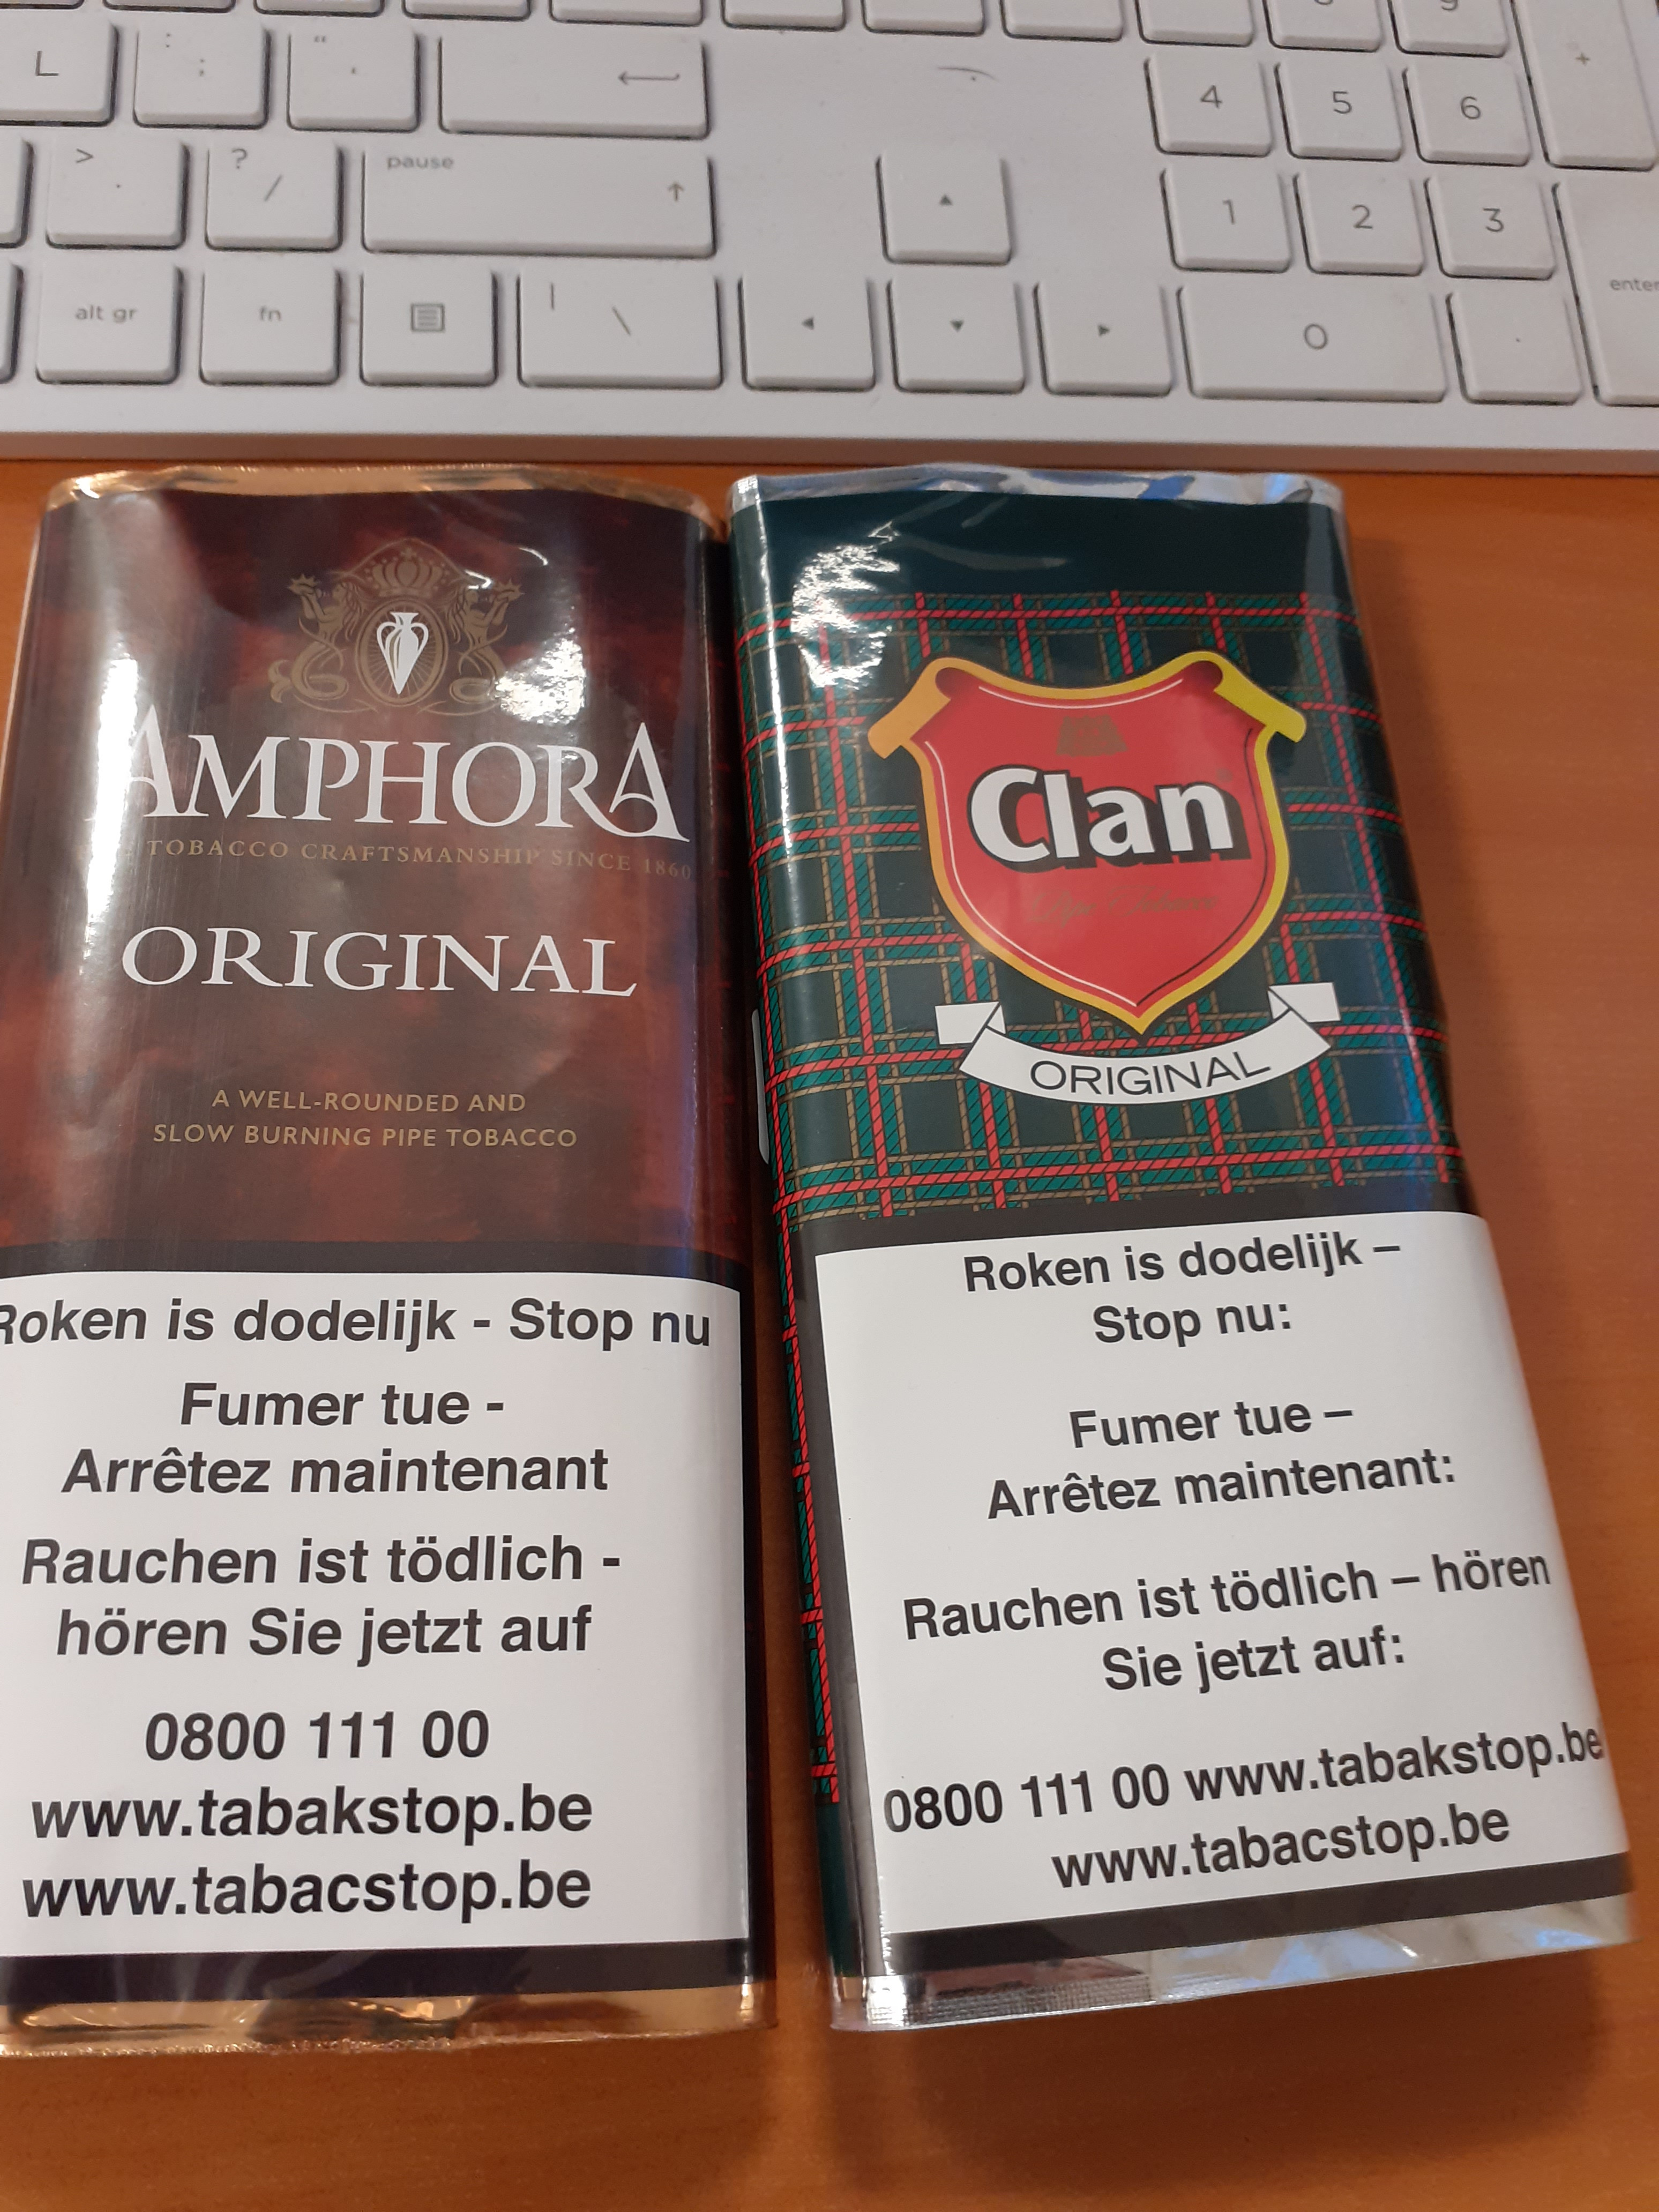 8 9
L : ; " ' +
4 5 6
> . ? / pause
1 2 3
alt gr fn | \ 0 . enter
AMPHORA
TOBACCO CRAFTSMANSHIP SINCE 1860
ORIGINAL
A WELL-ROUNDED AND
SLOW BURNING PIPE TOBACCO
Roken is dodelijk - Stop nu
Fumer tue -
Arrêtez maintenant
Rauchen ist tödlich -
hören Sie jetzt auf
0800 111 00
www.tabakstop.be
www.tabacstop.be
Clan
Pipe Tobacco
ORIGINAL
Roken is dodelijk –
Stop nu:
Fumer tue –
Arrêtez maintenant:
Rauchen ist tödlich – hören
Sie jetzt auf:
0800 111 00 www.tabakstop.be
www.tabacstop.be